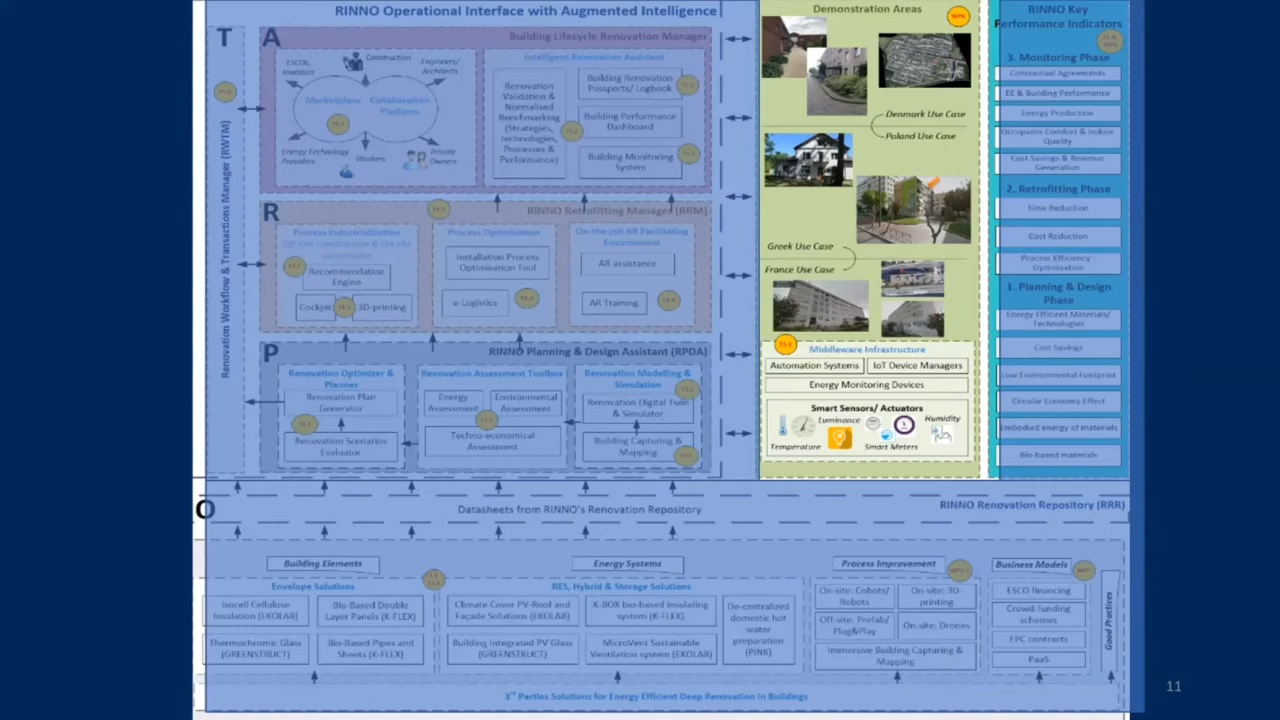 RINNO Operational Interface with Augmented Intelligence
T
Renovation Workflow & Transactions Manager (RWTM)
A
Building Lifecycle Renovation Manager
ESCOs,
Investors
Construction
Engineers/
Architects
Marketplace
Collaboration
Platform
Energy Technology
Providers
Workers
Private
Owners
Intelligent Renovation Assistant
Renovation
Validation &
Normalised
Benchmarking
(Strategies,
Technologies,
Processes &
Performance)
Building Renovation
Passports/ Logbook
Building Performance
Dashboard
Building Monitoring
System
R
RINNO Retrofitting Manager (RRM)
Process Industrialization
Off-site construction & On-site
Recommendation
Engine
Cockpit
3D-printing
Process Optimization
Installation Process
Optimisation Tool
e-Logistics
On-the-job AR Facilitating
Environment
AR assistance
AR Training
P
RINNO Planning & Design Assistant (RPDA)
Renovation Optimizer &
Planner
Renovation Plan
Generator
Renovation Scenarios
Evaluator
Renovation Assessment Toolbox
Energy
Assessment
Environmental
Assessment
Techno-economical
Assessment
Renovation Modelling &
Simulation
Renovation Digital Twin
& Simulator
Building Capturing &
Mapping
Demonstration Areas
Denmark Use Case
Poland Use Case
Greek Use Case
France Use Case
Middleware Infrastructure
Automation Systems
IoT Device Managers
Energy Monitoring Devices
Smart Sensors/ Actuators
Luminance
Humidity
Temperature
Smart Meters
RINNO Key
Performance Indicators
3. Monitoring Phase
Contractual Agreements
EE & Building Performance
Energy Production
Occupants Comfort & Indoor
Quality
Cost Savings & Revenue
Generation
2. Retrofitting Phase
Time Reduction
Cost Reduction
Process Efficiency
Optimization
1. Planning & Design
Phase
Energy Efficient Materials/
Technologies
Cost Savings
Low Environmental Footprint
Circular Economy Effect
Embodied energy of materials
Bio-based materials
O
Datasheets from RINNO's Renovation Repository
RINNO Renovation Repository (RRR)
Building Elements
Envelope Solutions
Isocell Cellulose
Insulation (EKOLAB)
Bio-Based Double
Layer Panels (K-FLEX)
Thermochromic Glass
(GREENSTRUCT)
Bio-Based Pipes and
Sheets (K-FLEX)
Energy Systems
RES, Hybrid & Storage Solutions
Climate Cover PV-Roof and
Façade Solutions (EKOLAB)
K-BOX bio-based insulating
system (K-FLEX)
Building Integrated PV Glass
(GREENSTRUCT)
MicroVent Sustainable
Ventilation system (EKOLAB)
De-centralized
domestic hot
water
preparation
(PINK)
Process Improvement
On-site: Cobots/
Robots
On-site: 3D-
printing
Off-site: Prefab/
Plug&Play
On-site: Drones
Immersive Building Capturing &
Mapping
Business Models
ESCO financing
Crowd-funding
schemes
EPC contracts
PaaS
Good Practices
3rd Parties Solutions for Energy Efficient Deep Renovation in Buildings
11